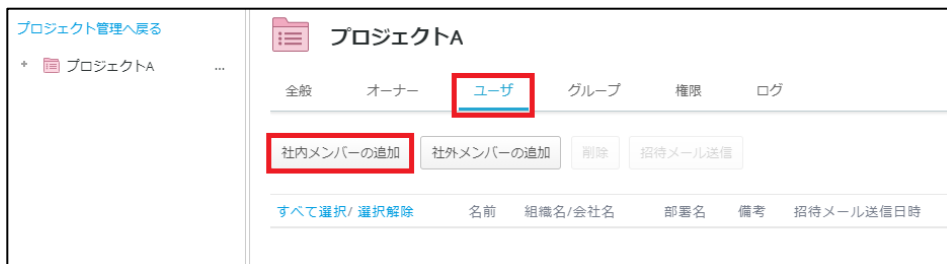 プロジェクト管理へ戻る
+ プロジェクトA ...
プロジェクトA
全般 オーナー ユーザ グループ 権限 ログ
社内メンバーの追加 社外メンバーの追加 削除 招待メール送信
すべて選択/ 選択解除 名前 組織名/会社名 部署名 備考 招待メール送信日時